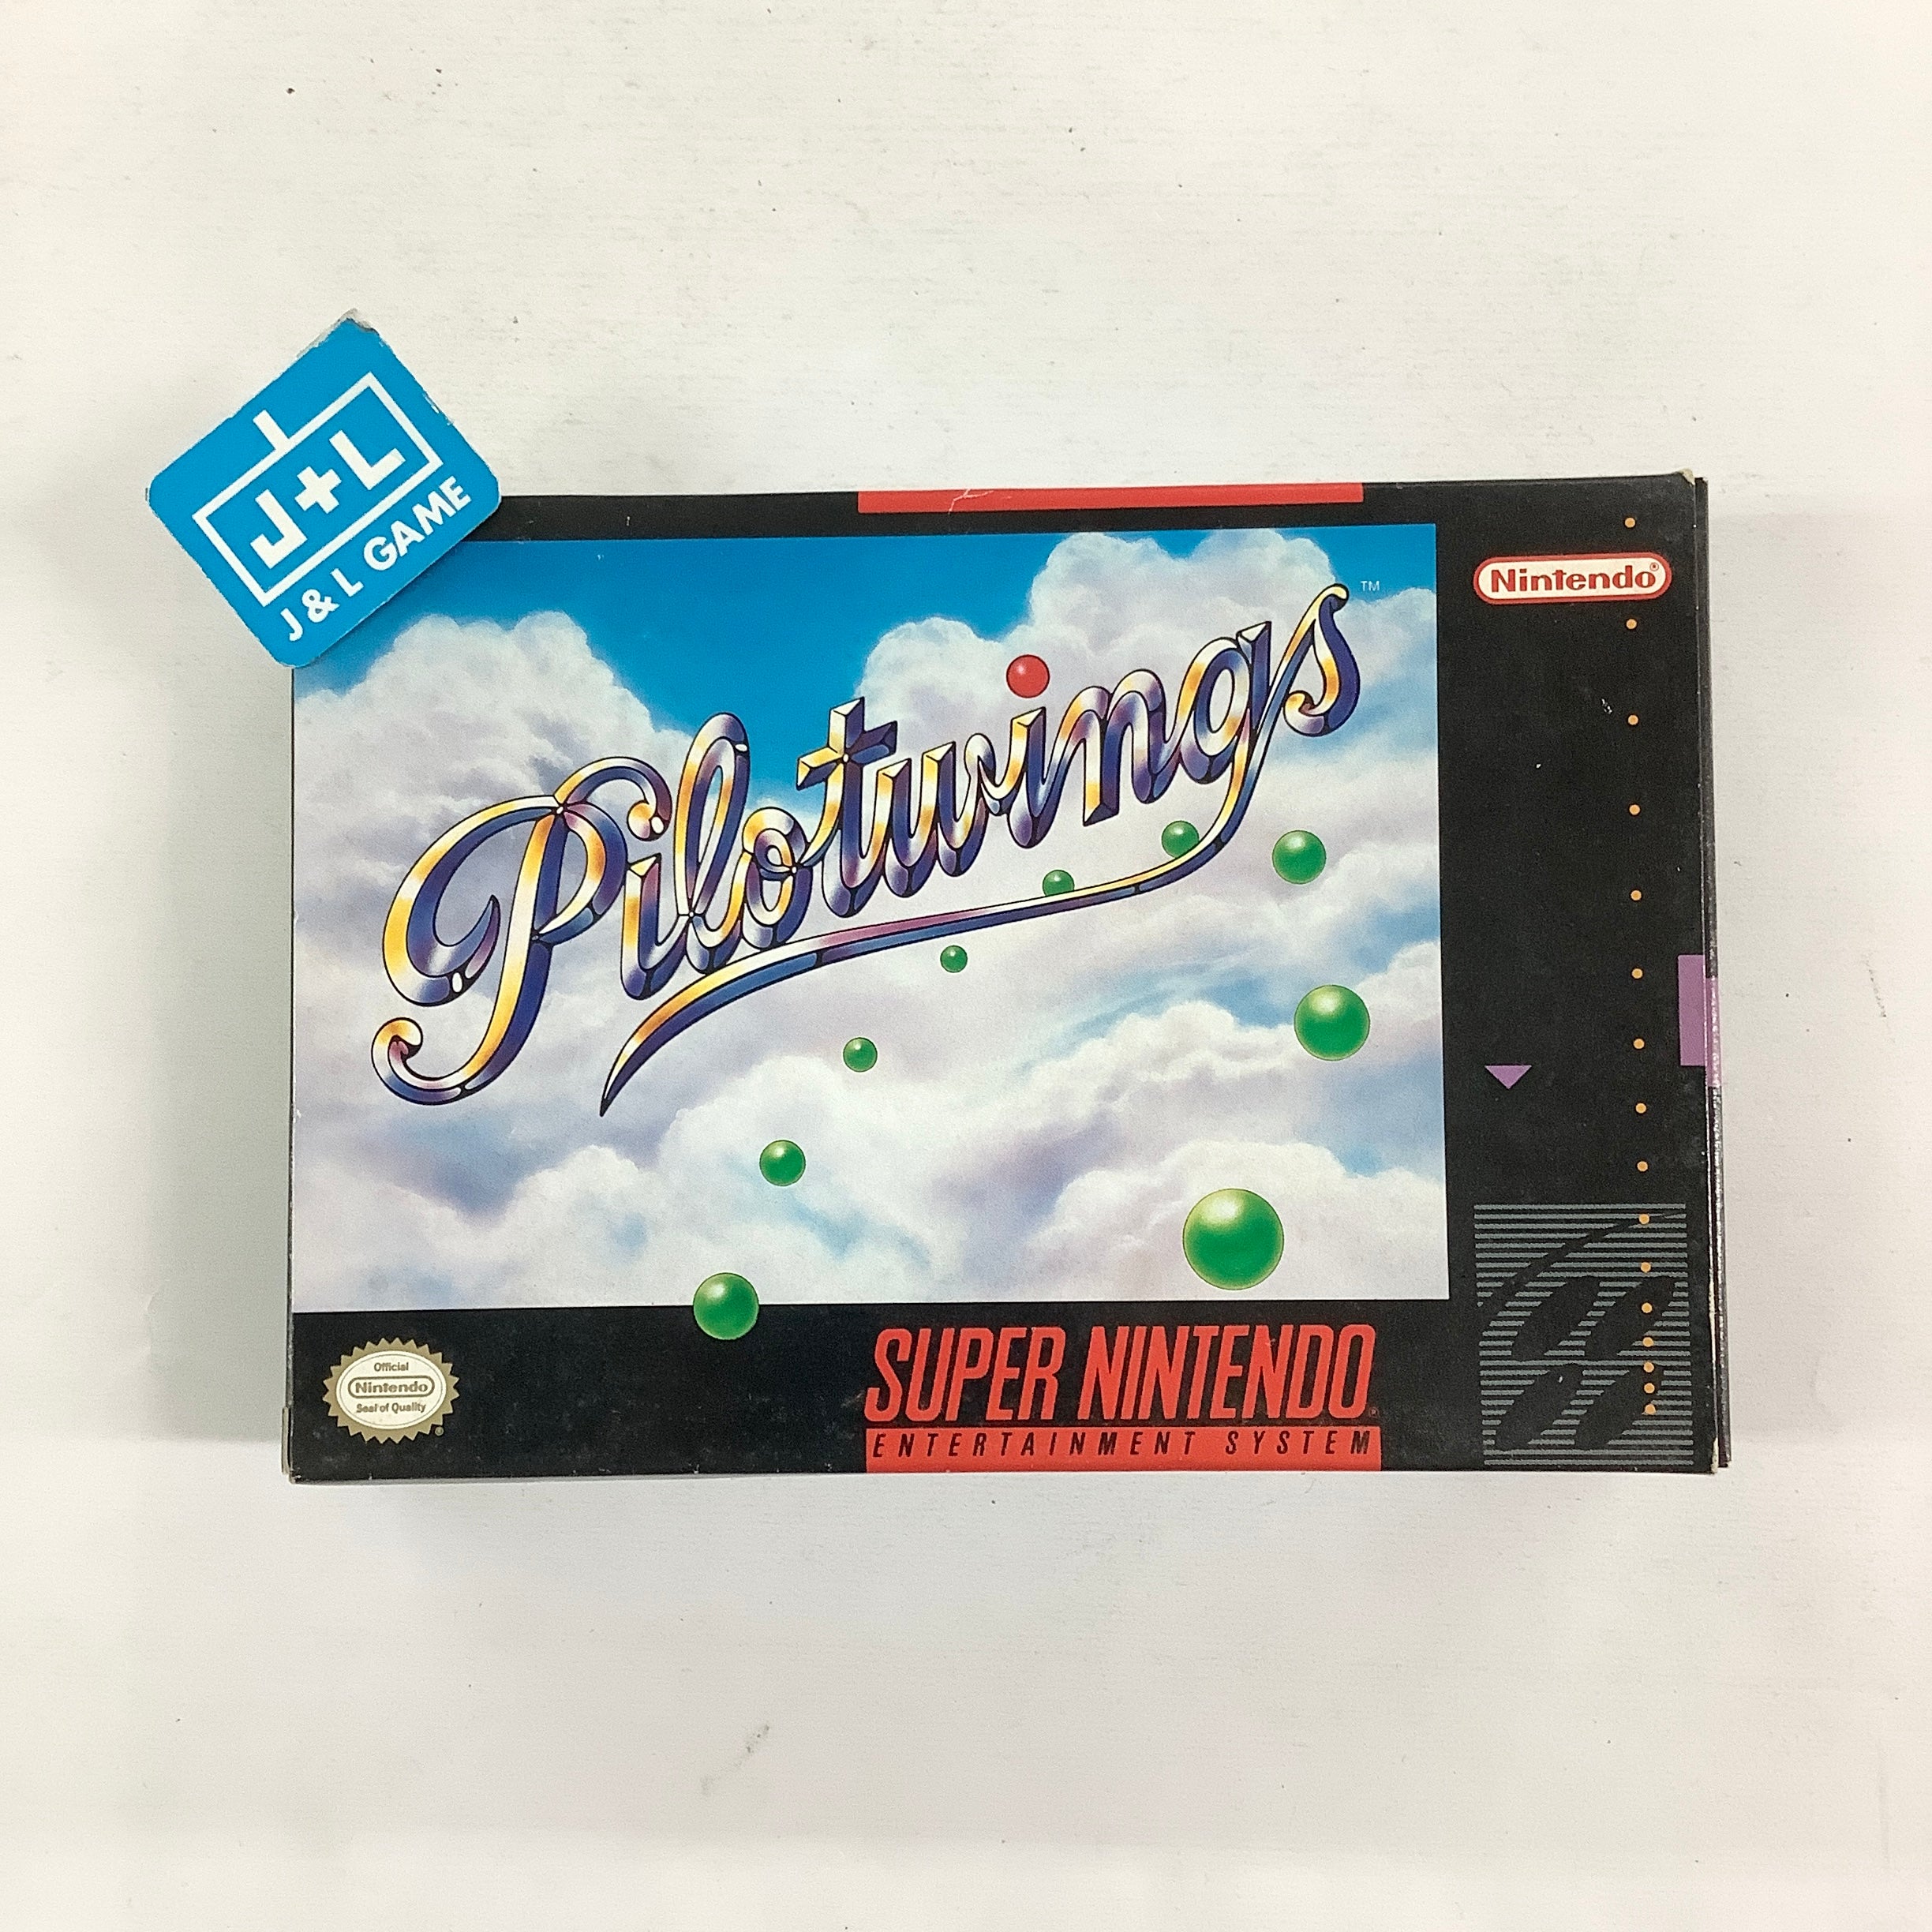 J+L
J & L GAME
Nintendo®
Pilotwings™
Official
Nintendo
Seal of Quality
®
SUPER NINTENDO®
ENTERTAINMENT SYSTEM